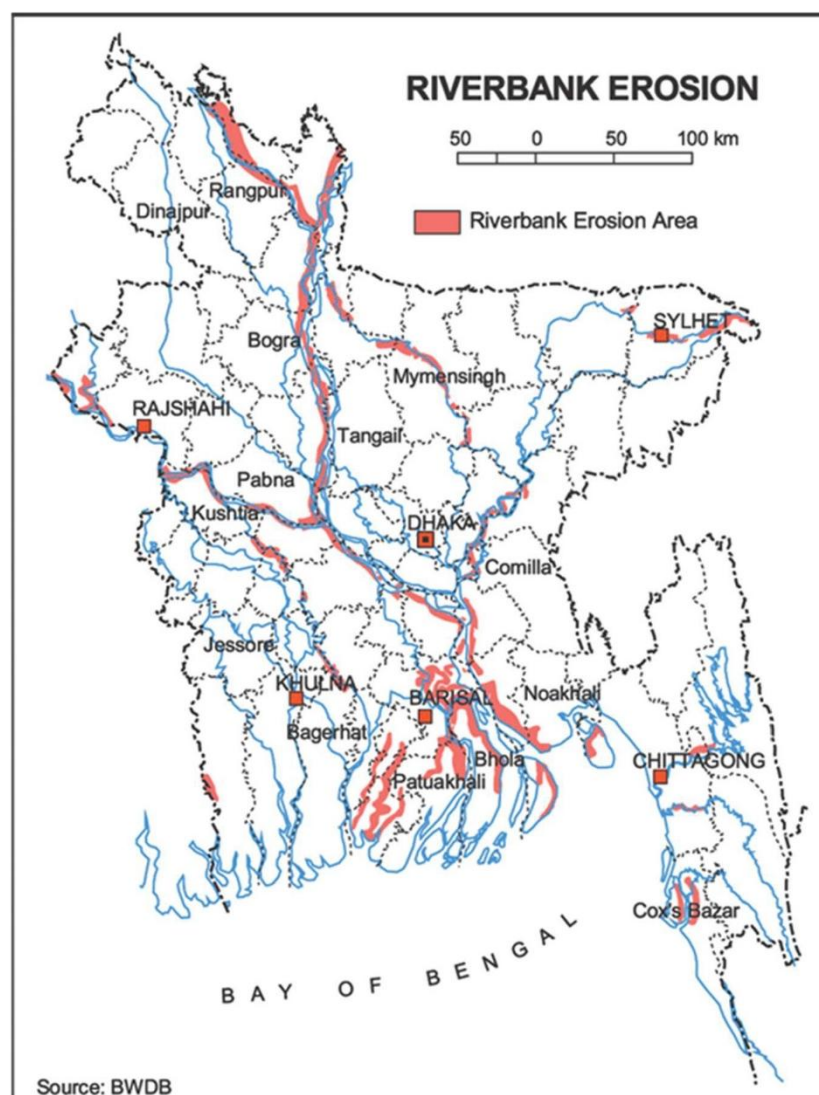 RIVERBANK EROSION
50 0 50 100 km
Riverbank Erosion Area
Rangpur
Dinajpur
SYLHET
Bogra
Mymensingh
RAJSHAHI
Tangail
Pabna
Kushtia
DHAKA
Comilla
Jessore
KHULNA
BARISAL
Noakhali
Bagerhat
Bhola
CHITTAGONG
Patuakhali
Cox's Bazar
BAY OF BENGAL
Source: BWDB